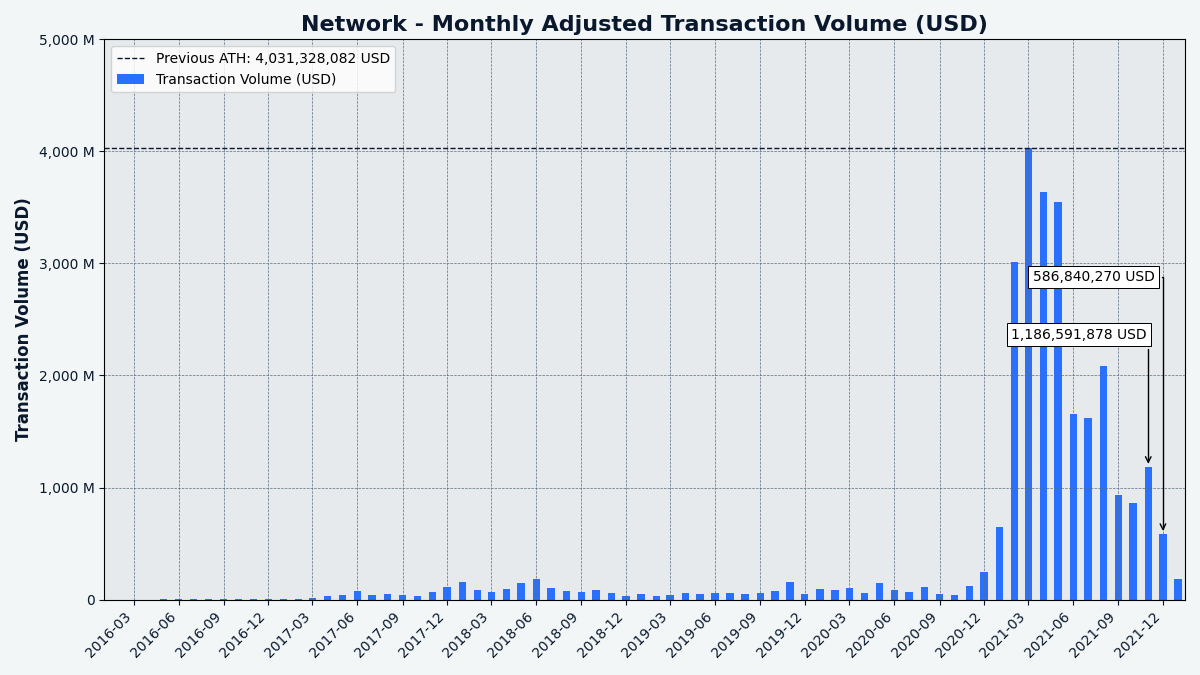 Network - Monthly Adjusted Transaction Volume (USD)
5,000 M
Previous ATH: 4,031,328,082 USD
Transaction Volume (USD)
4,000 M
3,000 M
586,840,270 USD
1,186,591,878 USD
2,000 M
1,000 M
0
Transaction Volume (USD)
2016-03
2016-06
2016-09
2016-12
2017-03
2017-06
2017-09
2017-12
2018-03
2018-06
2018-09
2018-12
2019-03
2019-06
2019-09
2019-12
2020-03
2020-06
2020-09
2020-12
2021-03
2021-06
2021-09
2021-12